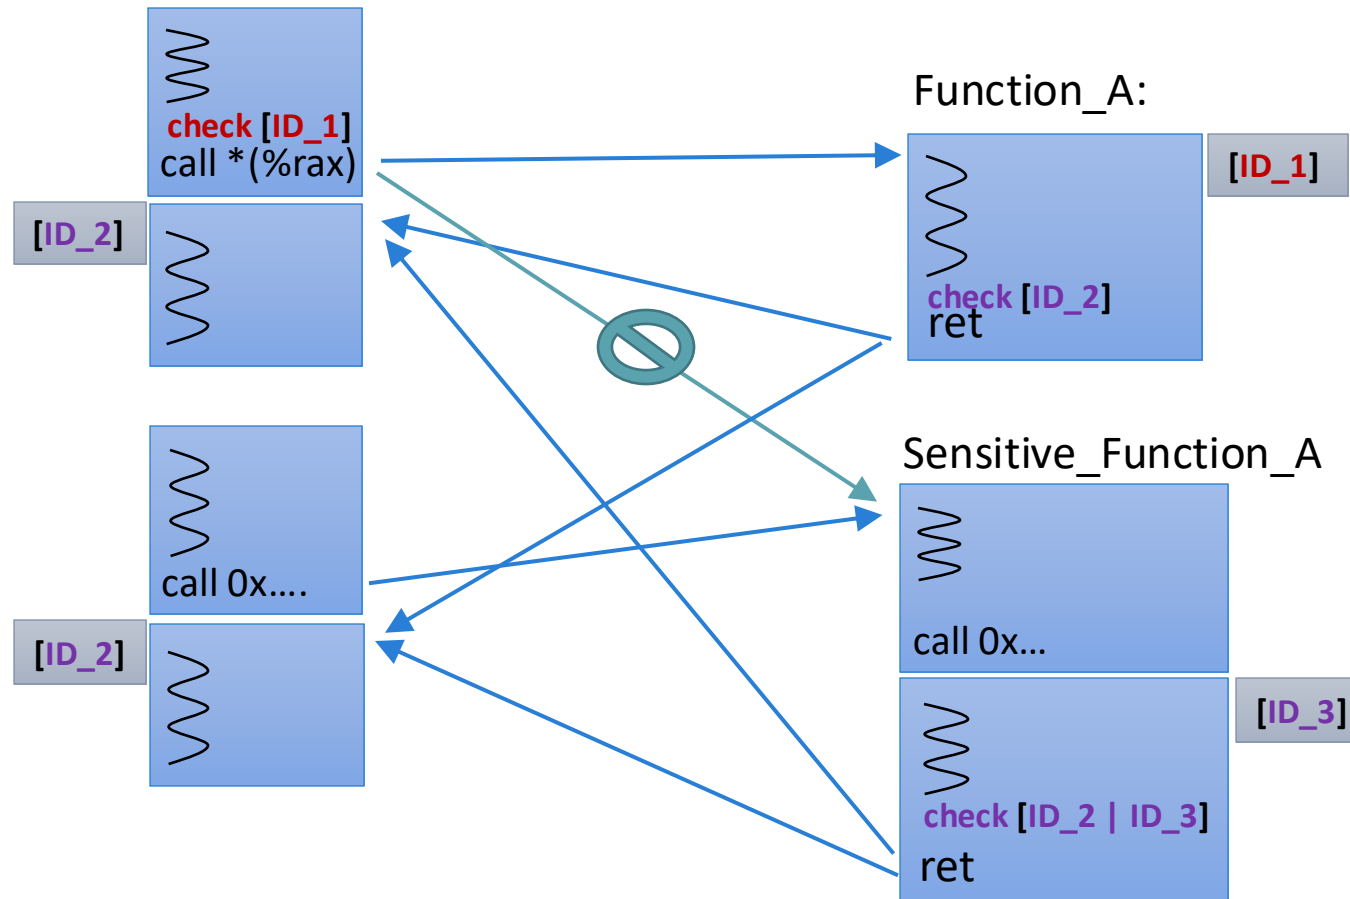 check [ID_1]
call *(%rax)
[ID_2]
call 0x....
[ID_2]
Function_A:
[ID_1]
check [ID_2]
ret
Sensitive_Function_A
call 0x...
[ID_3]
check [ID_2 | ID_3]
ret